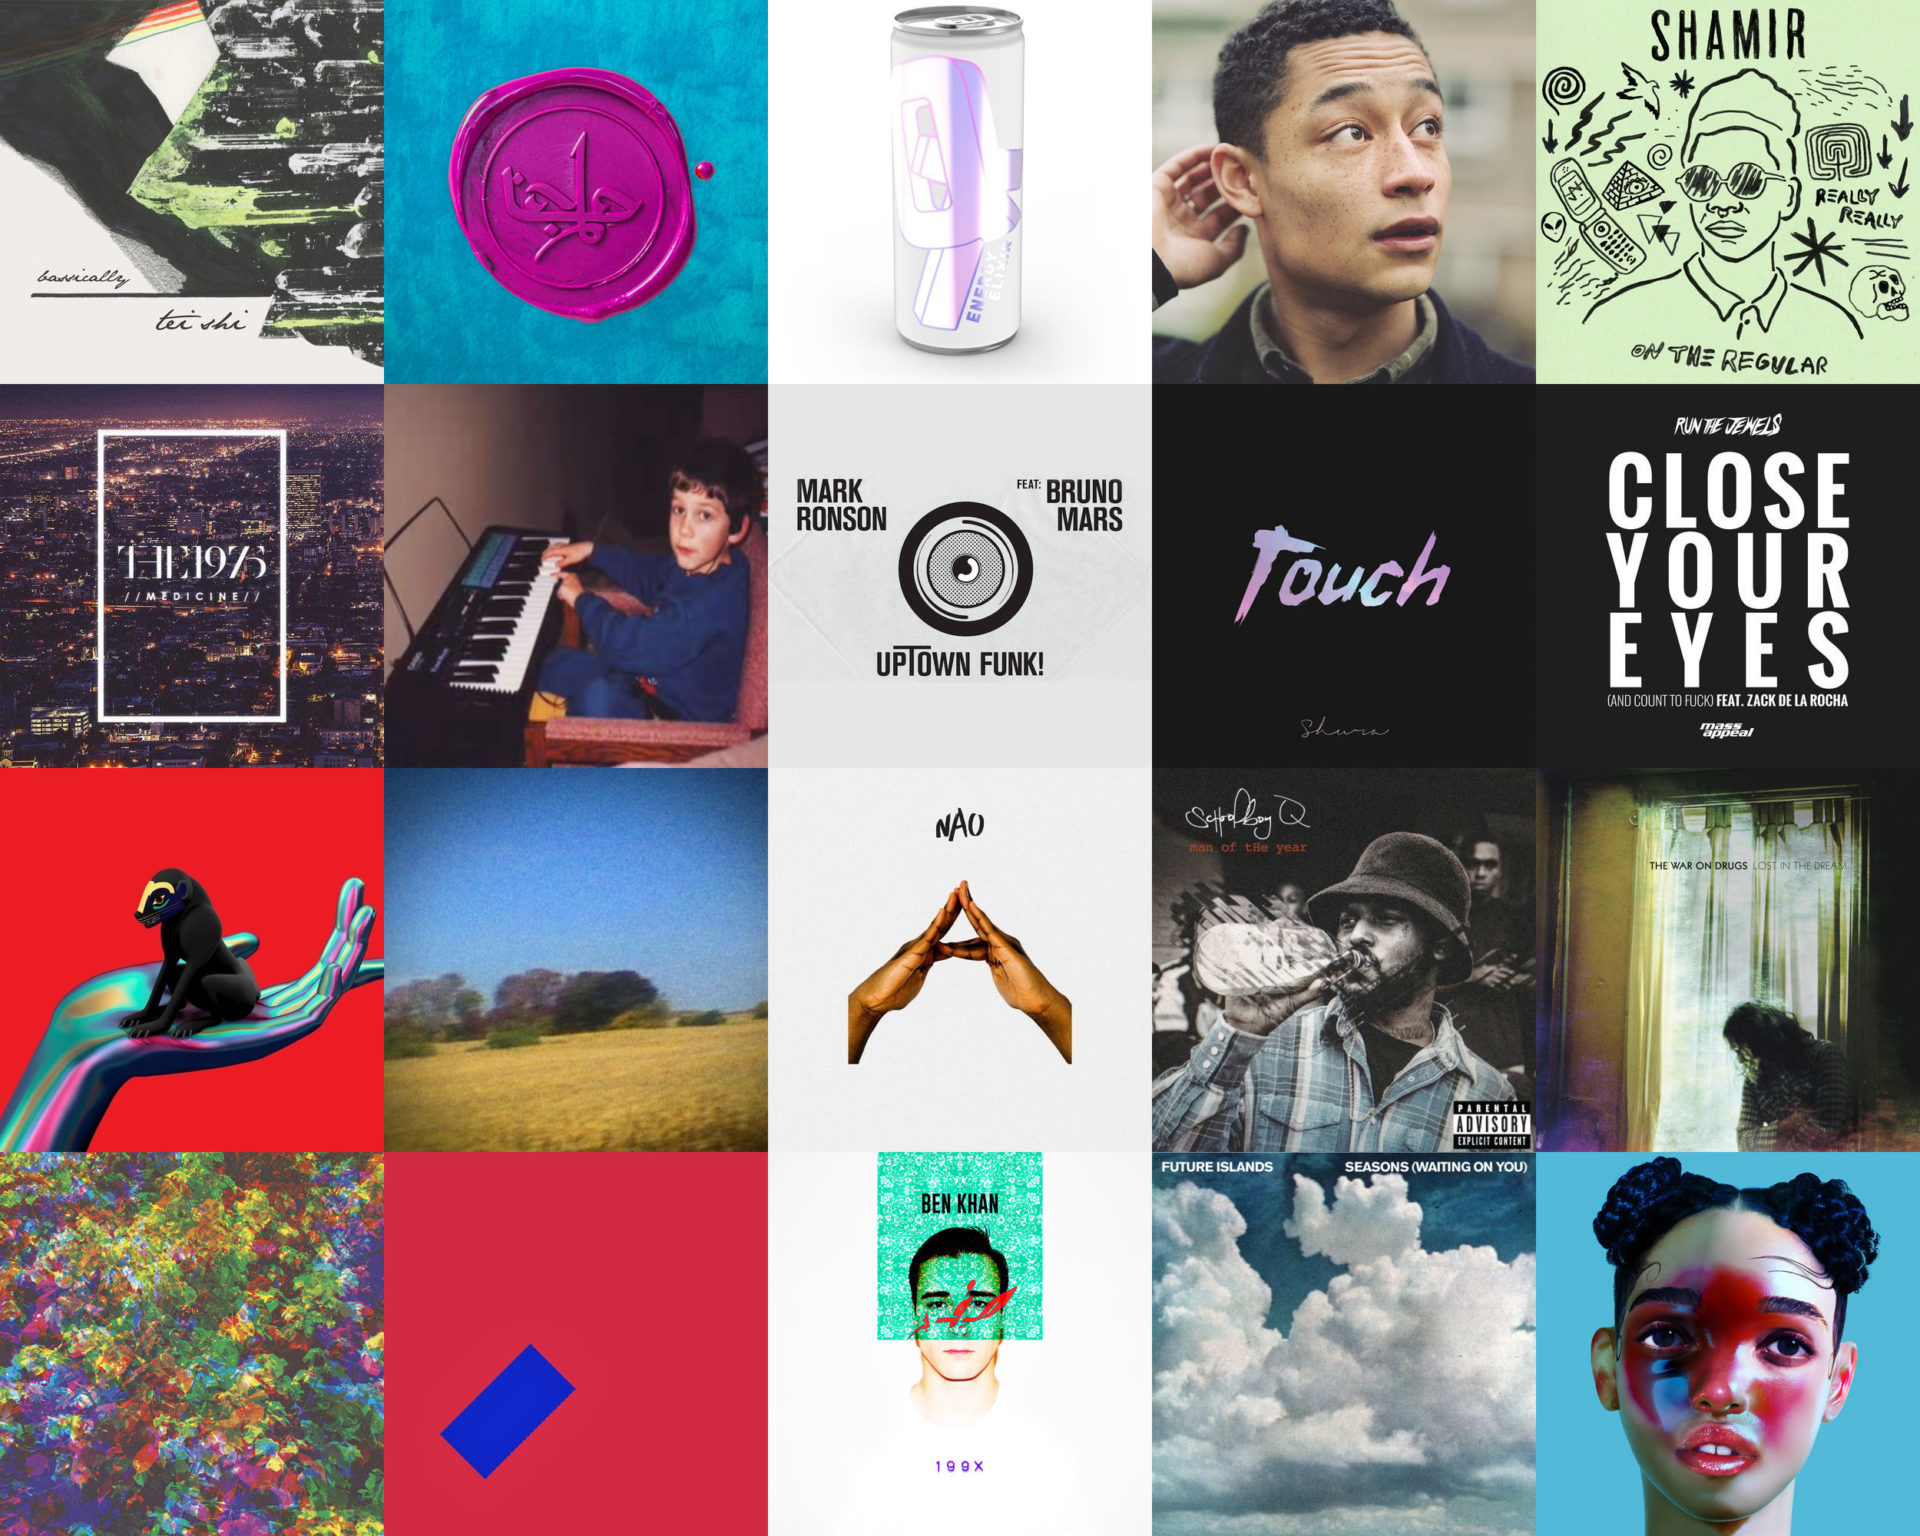 bassically
tei shi
ENERGY
ELIXIR
SHAMIR
REALLY
REALLY
ON THE REGULAR
THE 1975
//MEDICINE//
MARK
RONSON
FEAT: BRUNO
MARS
UPTOWN FUNK!
Touch
Shura
RUN THE JEWELS
CLOSE
YOUR
EYES
(AND COUNT TO FUCK) FEAT. ZACK DE LA ROCHA
mass
appeal
NAO
ScHoolboy Q
man of tHe year
PARENTAL
ADVISORY
EXPLICIT CONTENT
THE WAR ON DRUGS LOST IN THE DREAM
BEN KHAN
199X
FUTURE ISLANDS
SEASONS (WAITING ON YOU)